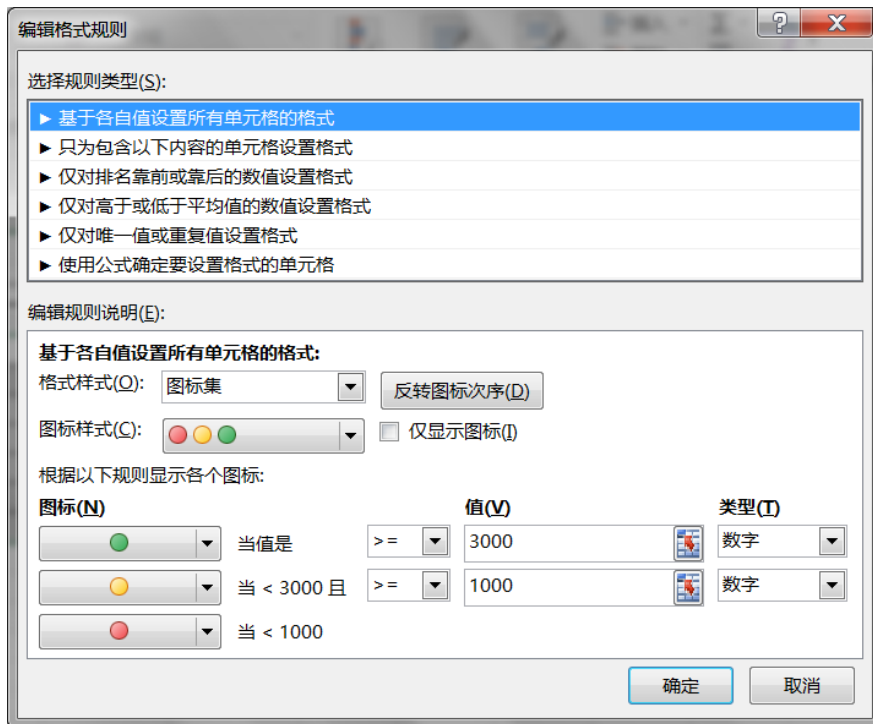 编辑格式规则
选择规则类型(S):
► 基于各自值设置所有单元格的格式
► 只为包含以下内容的单元格设置格式
► 仅对排名靠前或靠后的数值设置格式
► 仅对高于或低于平均值的数值设置格式
► 仅对唯一值或重复值设置格式
► 使用公式确定要设置格式的单元格
编辑规则说明(E):
基于各自值设置所有单元格的格式:
格式样式(O): 图标集 反转图标次序(D)
图标样式(C): 仅显示图标(I)
根据以下规则显示各个图标:
图标(N) 值(V) 类型(T)
当值是 >= 3000 数字
当 < 3000 且 >= 1000 数字
当 < 1000
确定 取消